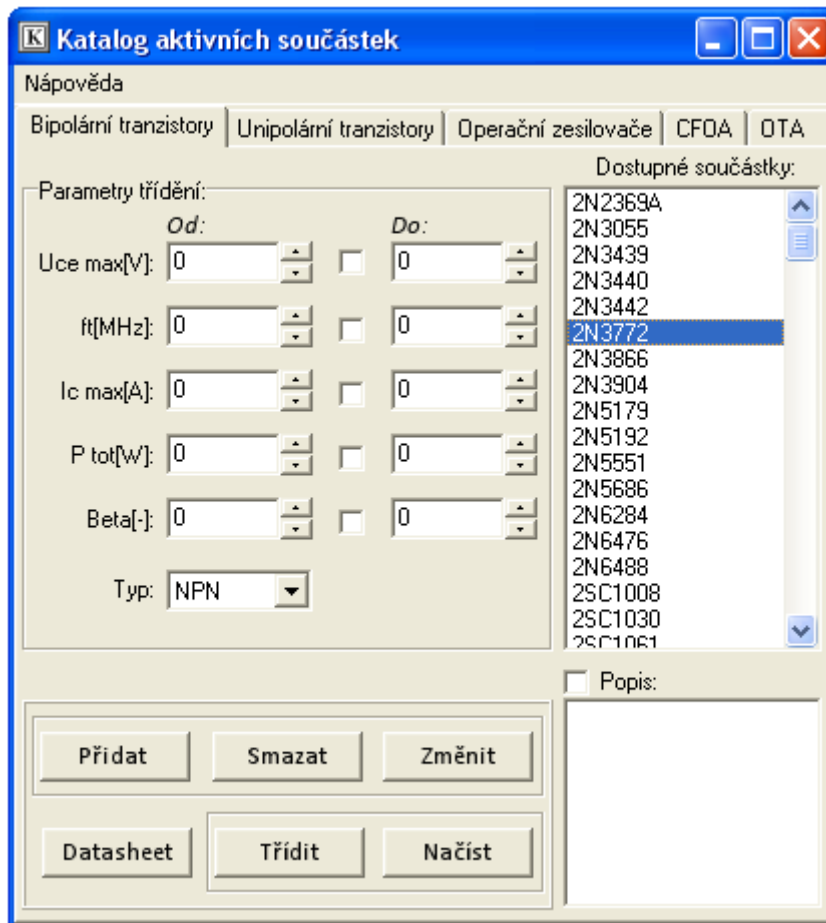 K Katalog aktivních součástek
Nápověda
Bipolární tranzistory Unipolární tranzistory Operační zesilovače CFOA OTA
Dostupné součástky:
Parametry třídění:
Od: Do:
Uce max[V]: 0 0
ft[MHz]: 0 0
Ic max[A]: 0 0
P tot[W]: 0 0
Beta[-]: 0 0
Typ: NPN
2N2369A
2N3055
2N3439
2N3440
2N3442
2N3772
2N3866
2N3904
2N5179
2N5192
2N5551
2N5686
2N6284
2N6476
2N6488
2SC1008
2SC1030
2SC1061
Popis:
Přidat Smazat Změnit
Datasheet Třídit Načíst